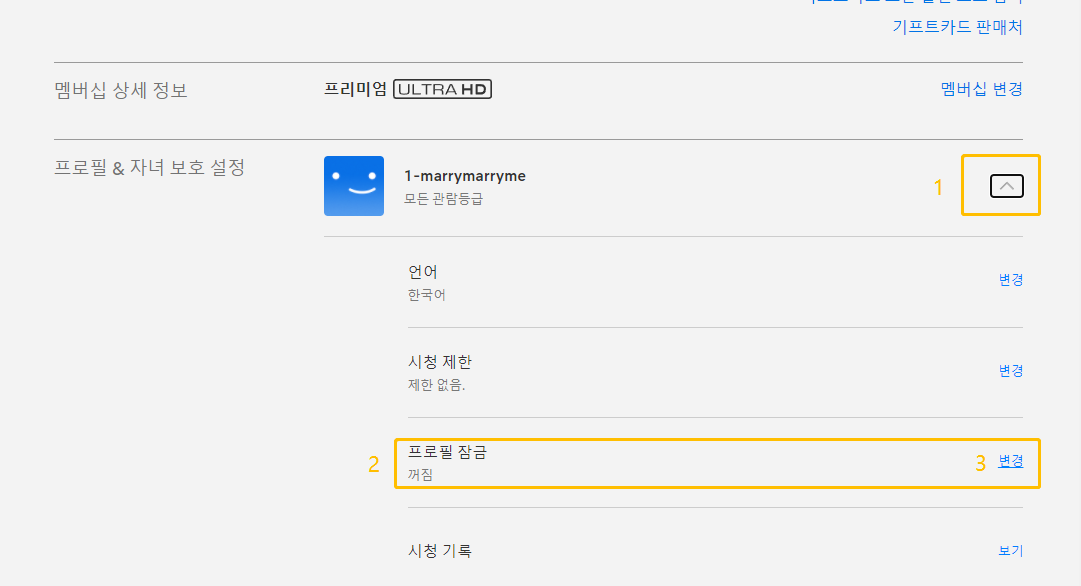 기프트카드 판매처
멤버십 상세 정보
프리미엄 ULTRA HD
멤버십 변경
프로필 & 자녀 보호 설정
1-marrymarryme
모든 관람등급
1
언어
한국어
변경
시청 제한
제한 없음.
변경
2
프로필 잠금
꺼짐
3 변경
시청 기록
보기